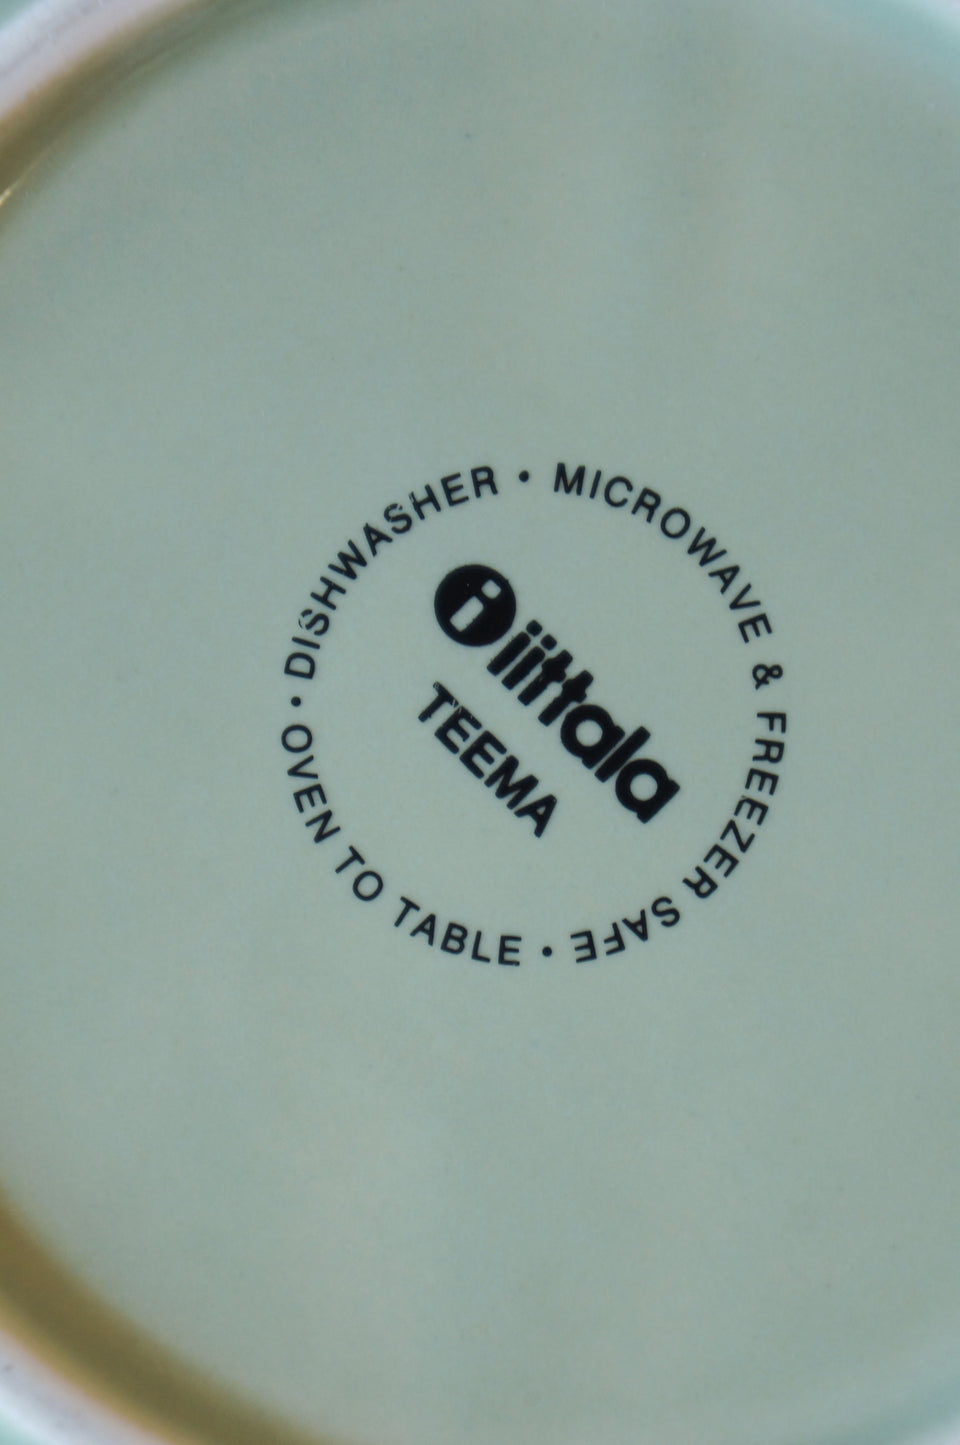 DISHWASHER • MICROWAVE & FREEZER SAFE •
OVEN TO TABLE •
i iittala
TEEMA